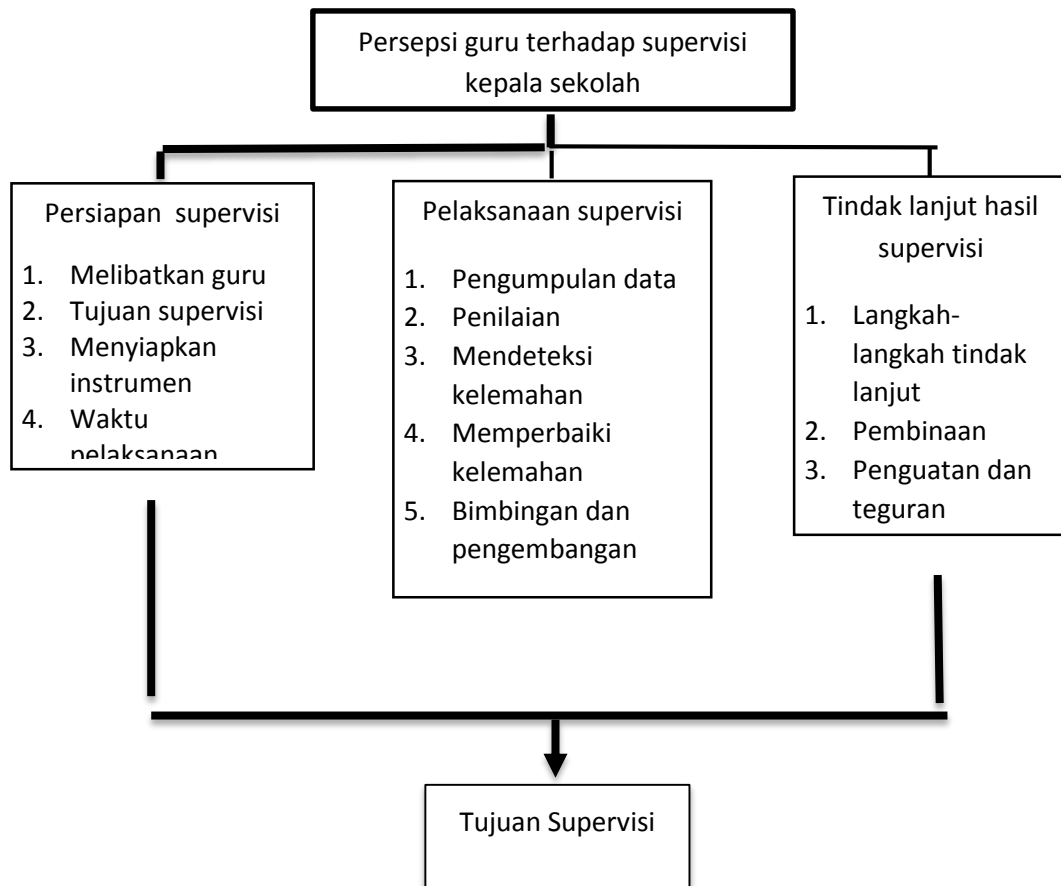 Persepsi guru terhadap supervisi
kepala sekolah
Persiapan supervisi
1. Melibatkan guru
2. Tujuan supervisi
3. Menyiapkan
instrumen
4. Waktu
pelaksanaan
Pelaksanaan supervisi
1. Pengumpulan data
2. Penilaian
3. Mendeteksi
kelemahan
4. Memperbaiki
kelemahan
5. Bimbingan dan
pengembangan
Tindak lanjut hasil
supervisi
1. Langkah-
langkah tindak
lanjut
2. Pembinaan
3. Penguatan dan
teguran
Tujuan Supervisi